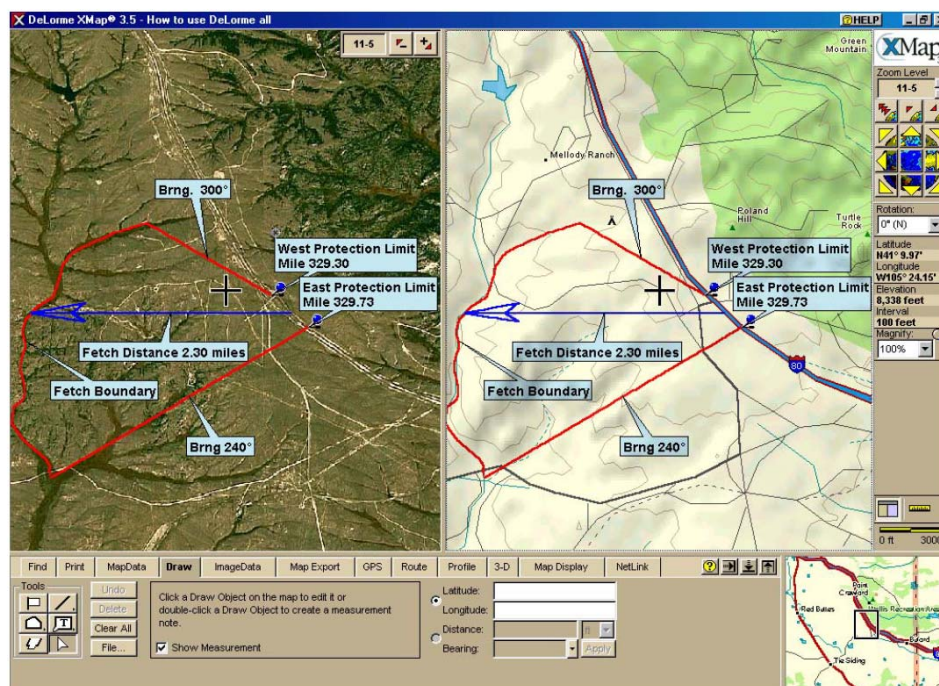 DeLorme XMap® 3.5 - How to use DeLorme all
HELP
11-5
Brng. 300°
West Protection Limit
Mile 329.30
East Protection Limit
Mile 329.73
Fetch Distance 2.30 miles
Fetch Boundary
Brng 240°
Green
Mountain
Mellody Ranch
Brng. 300°
Roland
Hill
Turtle
Rock
West Protection Limit
Mile 329.30
East Protection Limit
Mile 329.73
Fetch Distance 2.30 miles
80
Fetch Boundary
Brng 240°
XMap
Zoom Level
11-5
Rotation:
0° (N)
Latitude
N41° 9.97'
Longitude
W105° 24.15'
Elevation
8,338 feet
Interval
100 feet
Magnify:
100%
0 ft 3000
Find Print MapData Draw ImageData Map Export GPS Route Profile 3-D Map Display NetLink
Tools
Undo
Delete
Clear All
File...
Click a Draw Object on the map to edit it or
double-click a Draw Object to create a measurement
note.
Show Measurement
Latitude:
Longitude:
Distance:
ft
Bearing:
Apply
Red Buttes
Tie Siding
Buford